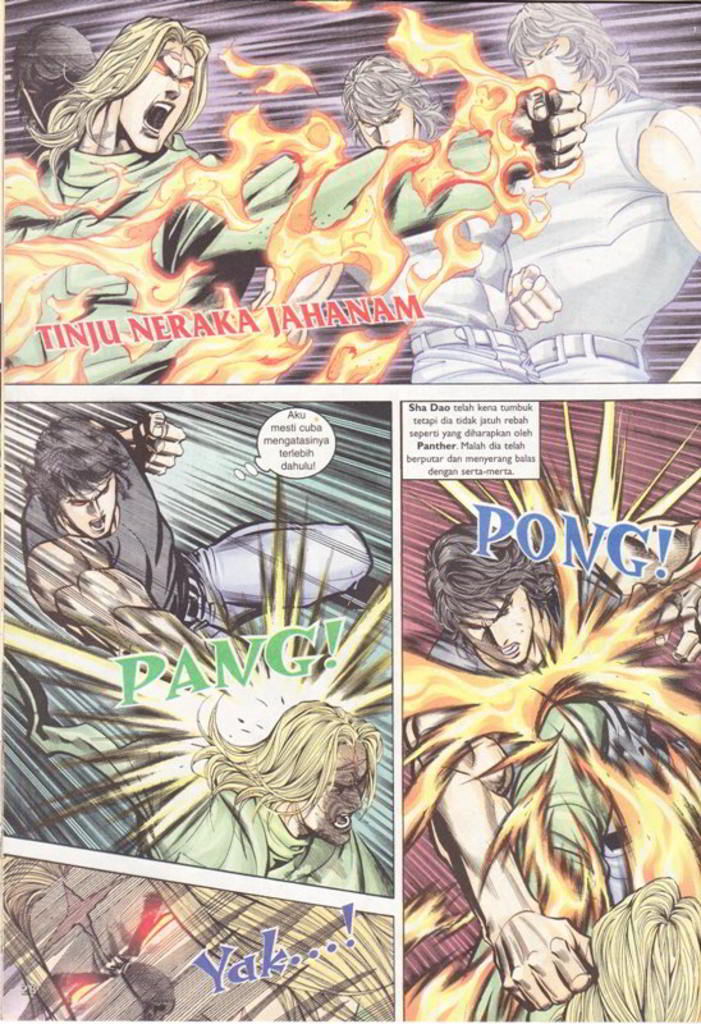 TINJU NERAKA JAHANAM
Aku
mesti cuba
mengatasinya
terlebih
dahulu!
PANG!
Sha Dao telah kena tumbuk
tetapi dia tidak jatuh rebah
seperti yang diharapkan oleh
Panther. Malah dia telah
berputar dan menyerang balas
dengan serta-merta.
PONG!
Yak...!